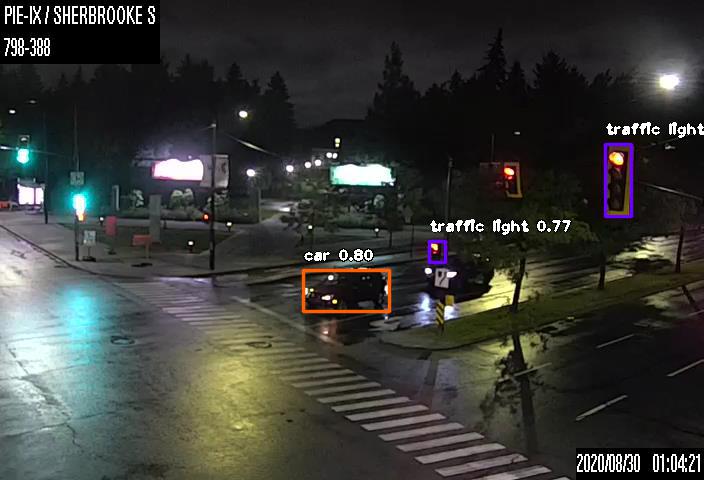 PIE-IX / SHERBROOKE S
798-388
traffic light
traffic light 0.77
car 0.80
2020/08/30 01:04:21